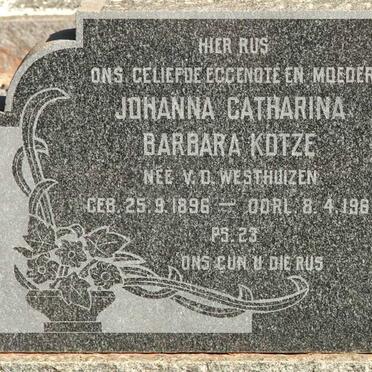 HIER RUS
ONS GELIEFDE EGGENOTE EN MOEDER
JOHANNA CATHARINA
BARBARA KOTZE
NEE V.D. WESTHUIZEN
GEB. 25.9.1896 — OORL. 8.4.196
PS. 23
ONS GUN U DIE RUS